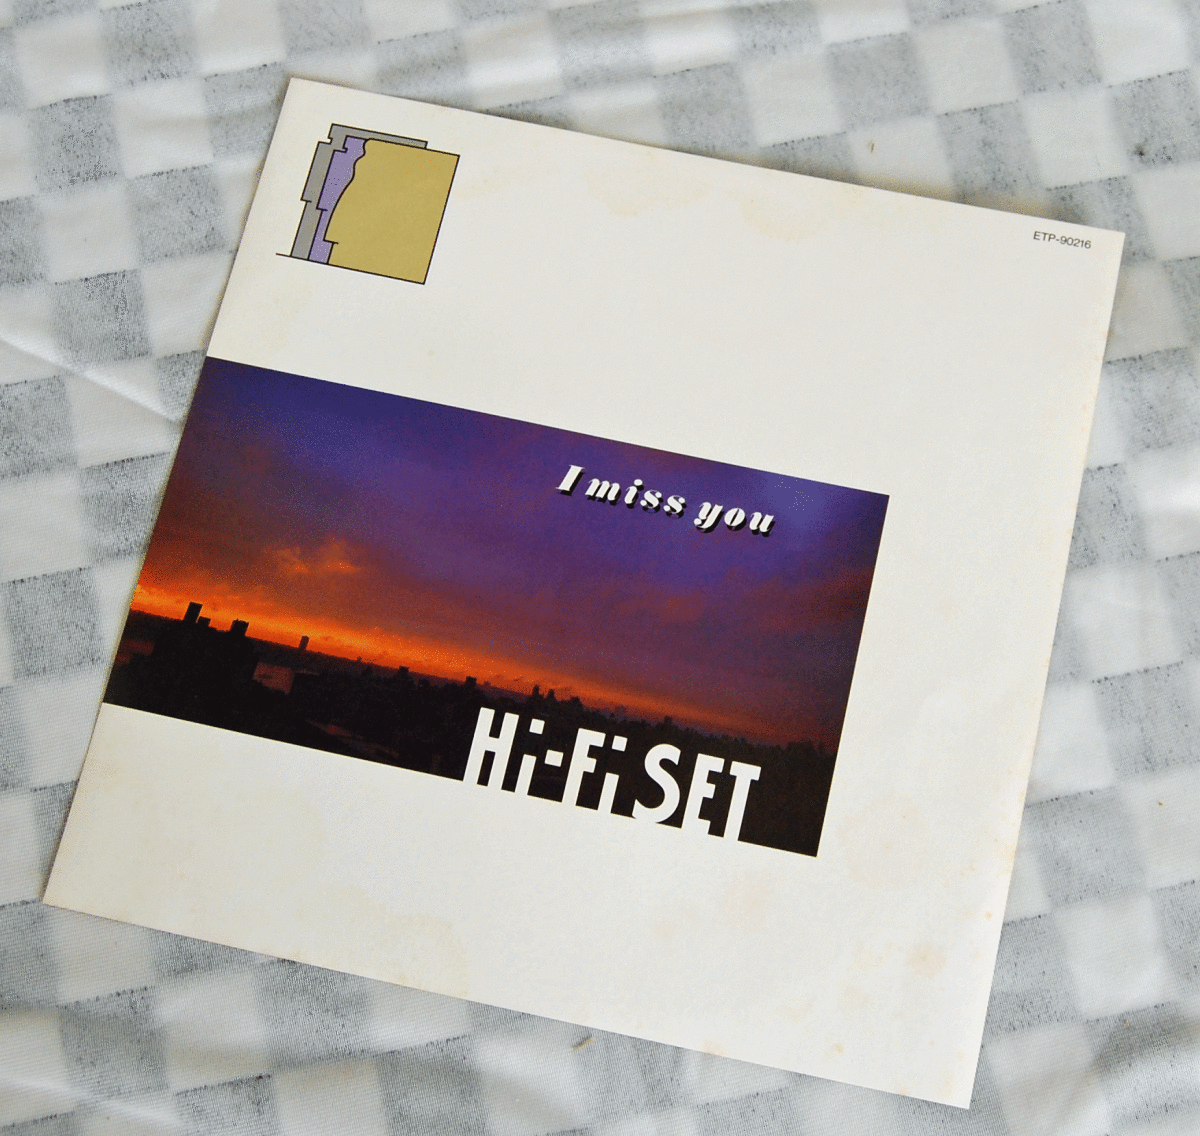 ETP-90216
I miss you
Hi-Fi SET